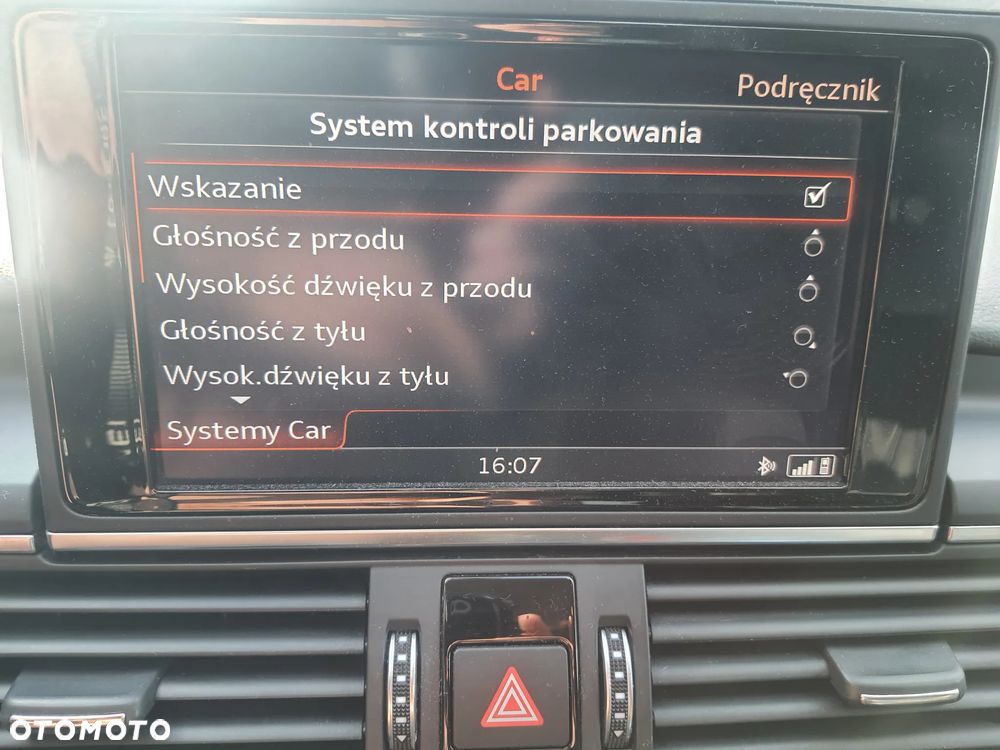 Car
Podręcznik
System kontroli parkowania
Wskazanie
Głośność z przodu
Wysokość dźwięku z przodu
Głośność z tyłu
Wysok.dźwięku z tyłu
Systemy Car
16:07
OTOMOTO